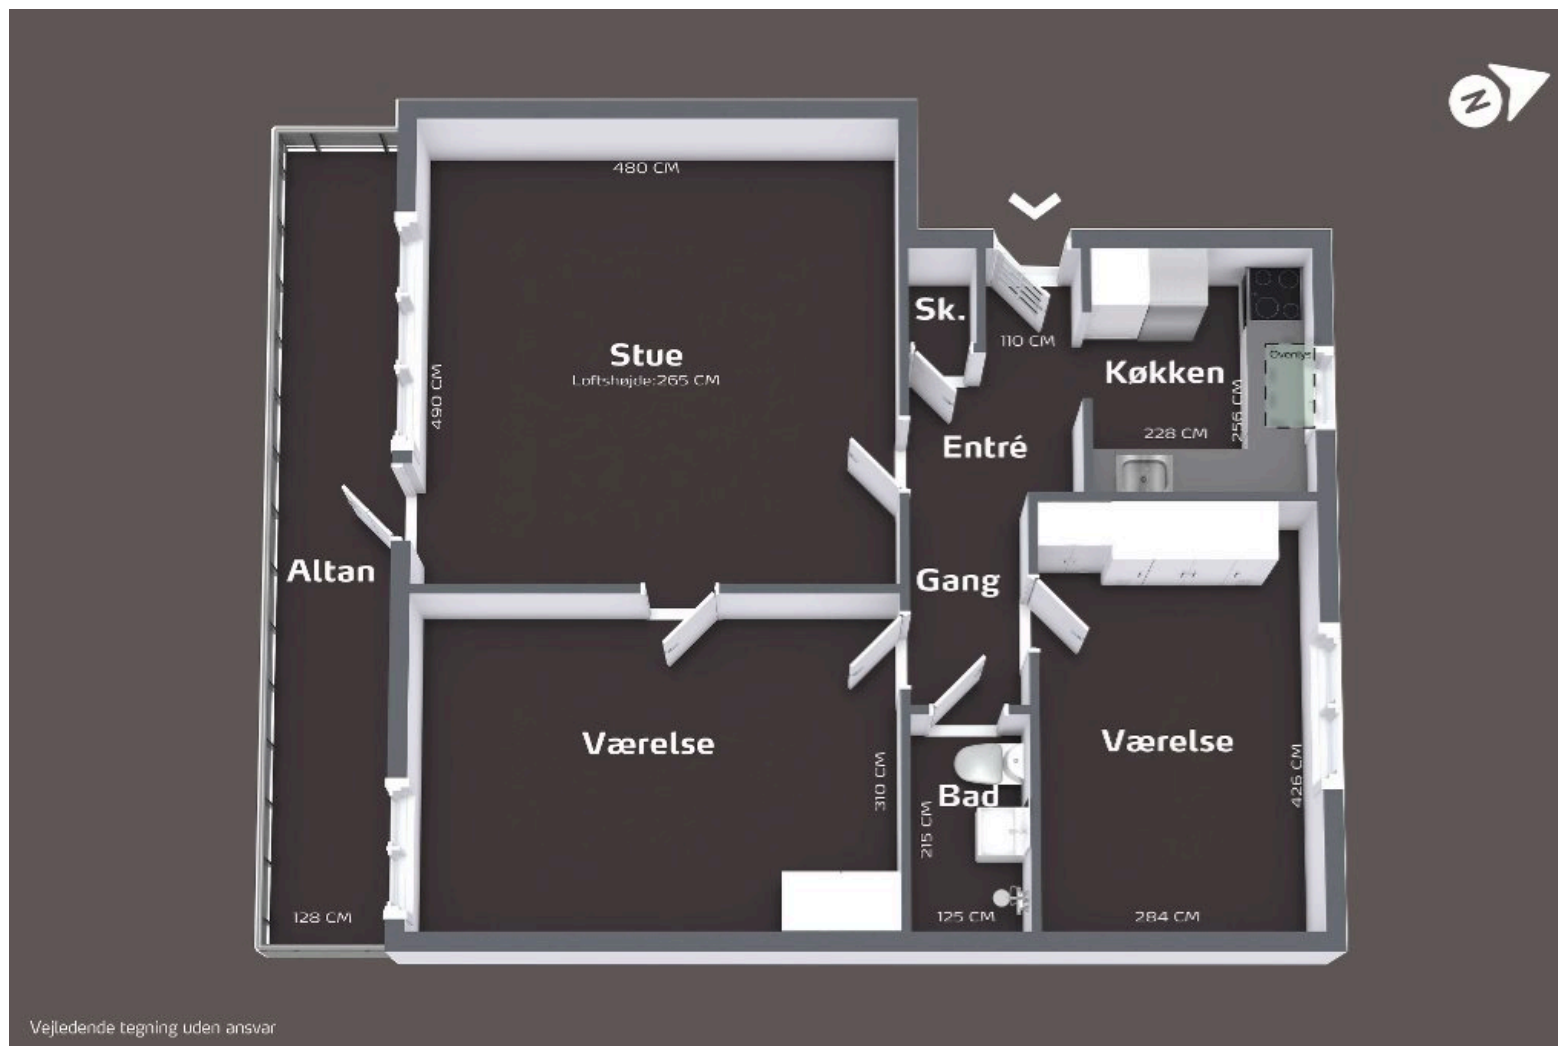 N
480 CM
Sk.
110 CM
Stue
Loftshøjde:265 CM
490 CM
Køkken
Ovenlys
256 CM
228 CM
Entré
Altan
Gang
Værelse
Værelse
310 CM
426 CM
Bad
215 CM
128 CM
125 CM
284 CM
Vejledende tegning uden ansvar